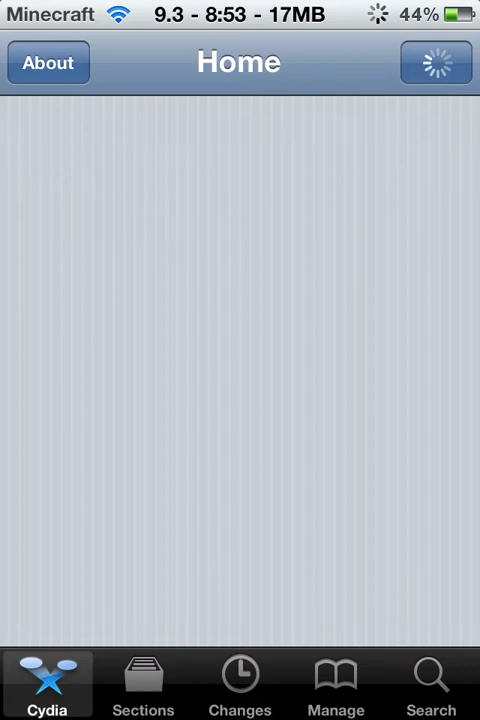 Minecraft 9.3 - 8:53 - 17MB 44%
About Home
Cydia Sections Changes Manage Search